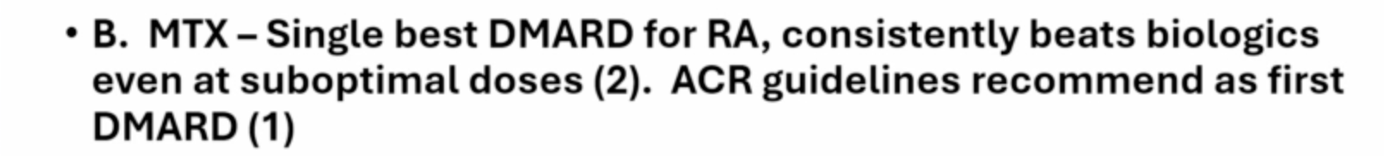 • B.  MTX – Single best DMARD for RA, consistently beats biologics
even at suboptimal doses (2).  ACR guidelines recommend as first
DMARD (1)